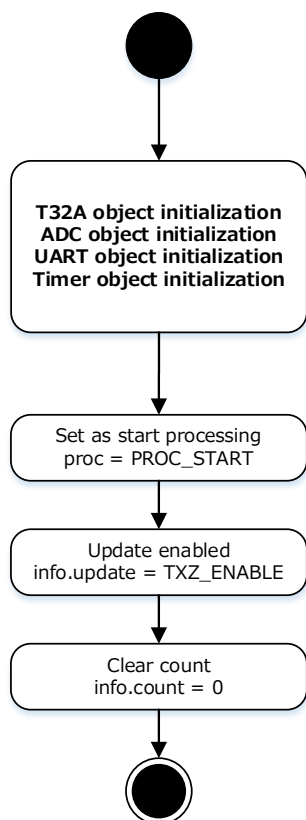 T32A object initialization
ADC object initialization
UART object initialization
Timer object initialization
Set as start processing
proc = PROC_START
Update enabled
info.update = TXZ_ENABLE
Clear count
info.count = 0